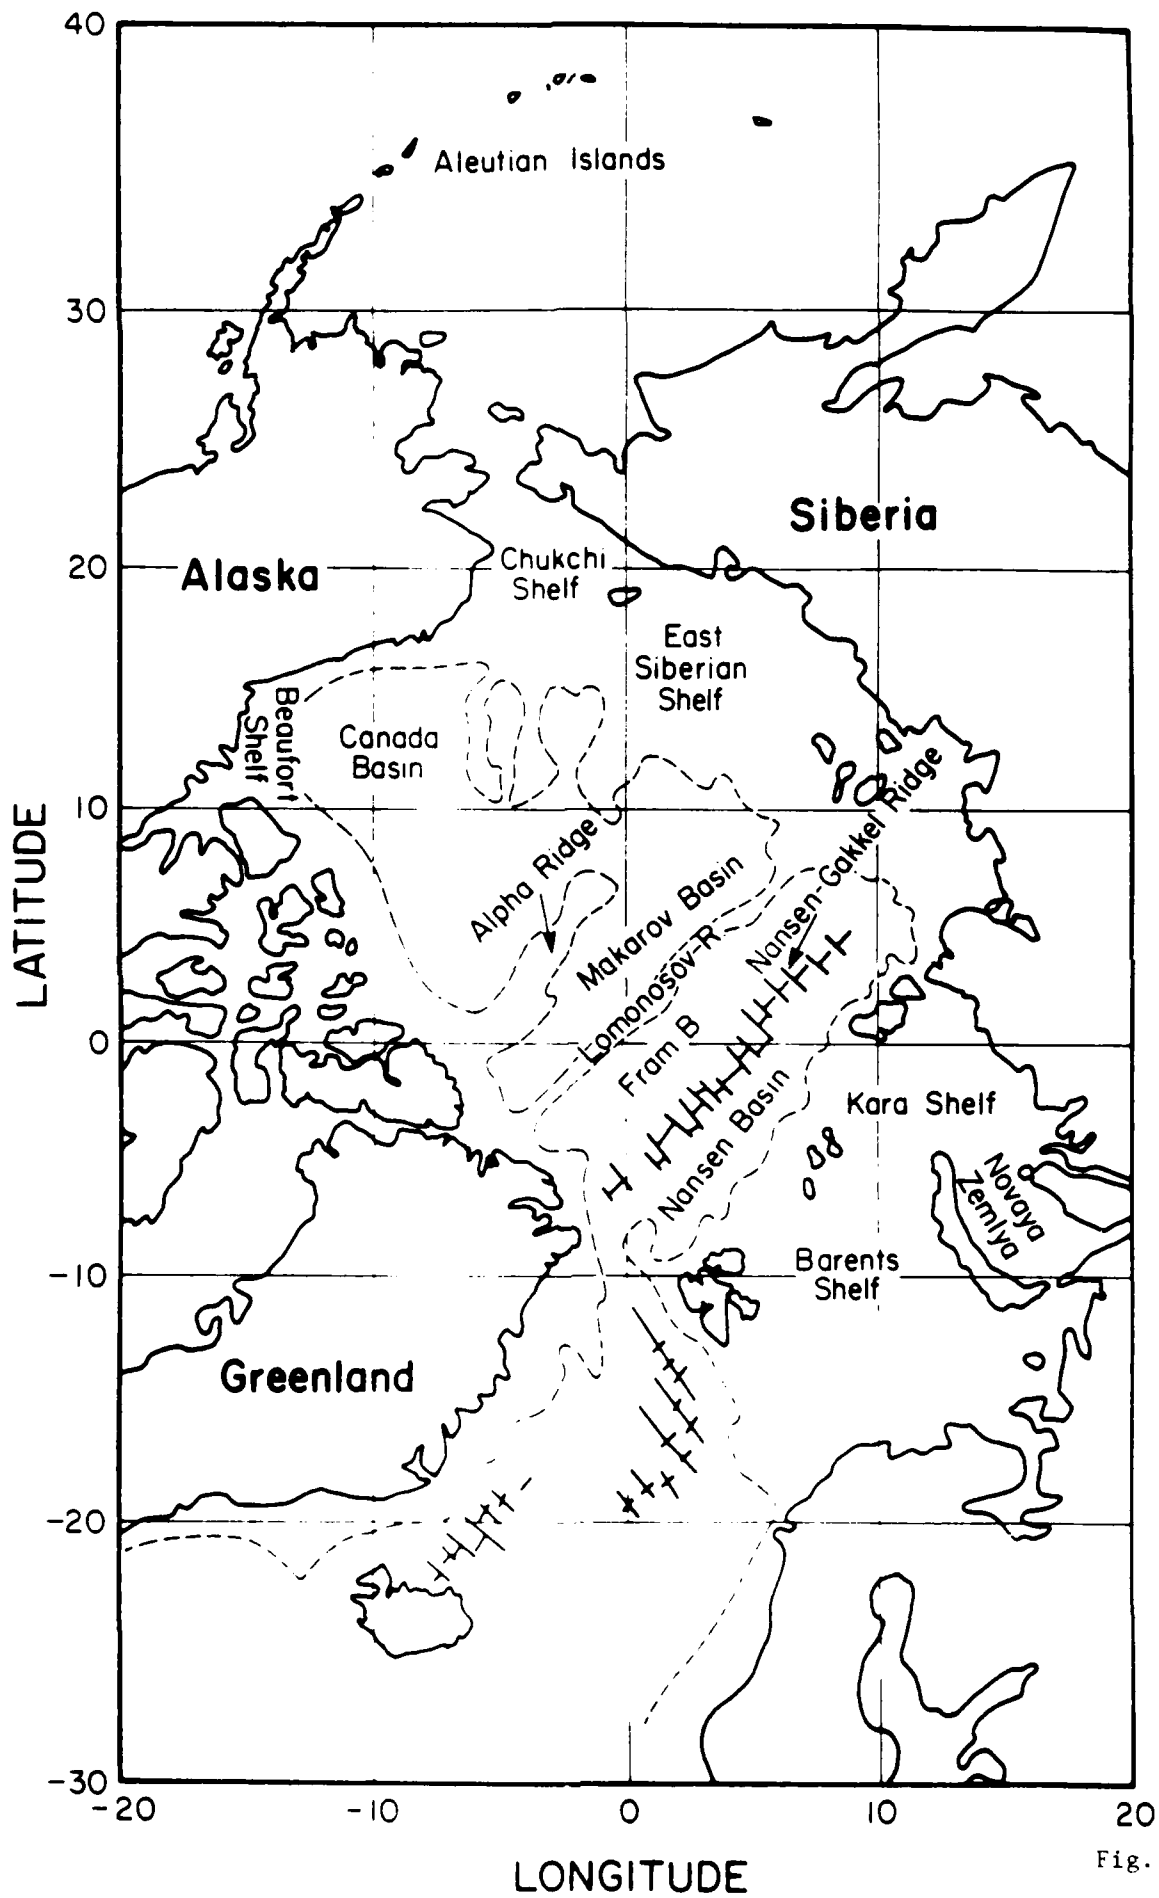 40
Aleutian Islands
30
Siberia
20
Alaska
Chukchi
Shelf
East
Siberian
Shelf
Beaufort
Shelf
Canada
Basin
10
LATITUDE
Alpha Ridge
Makarov Basin
Lomonosov-R
Nansen-Gakkel Ridge
Fram B
Nansen Basin
0
Kara Shelf
Novaya
Zemlya
Barents
Shelf
-10
Greenland
-20
-30
-20
-10
0
10
20
LONGITUDE
Fig.